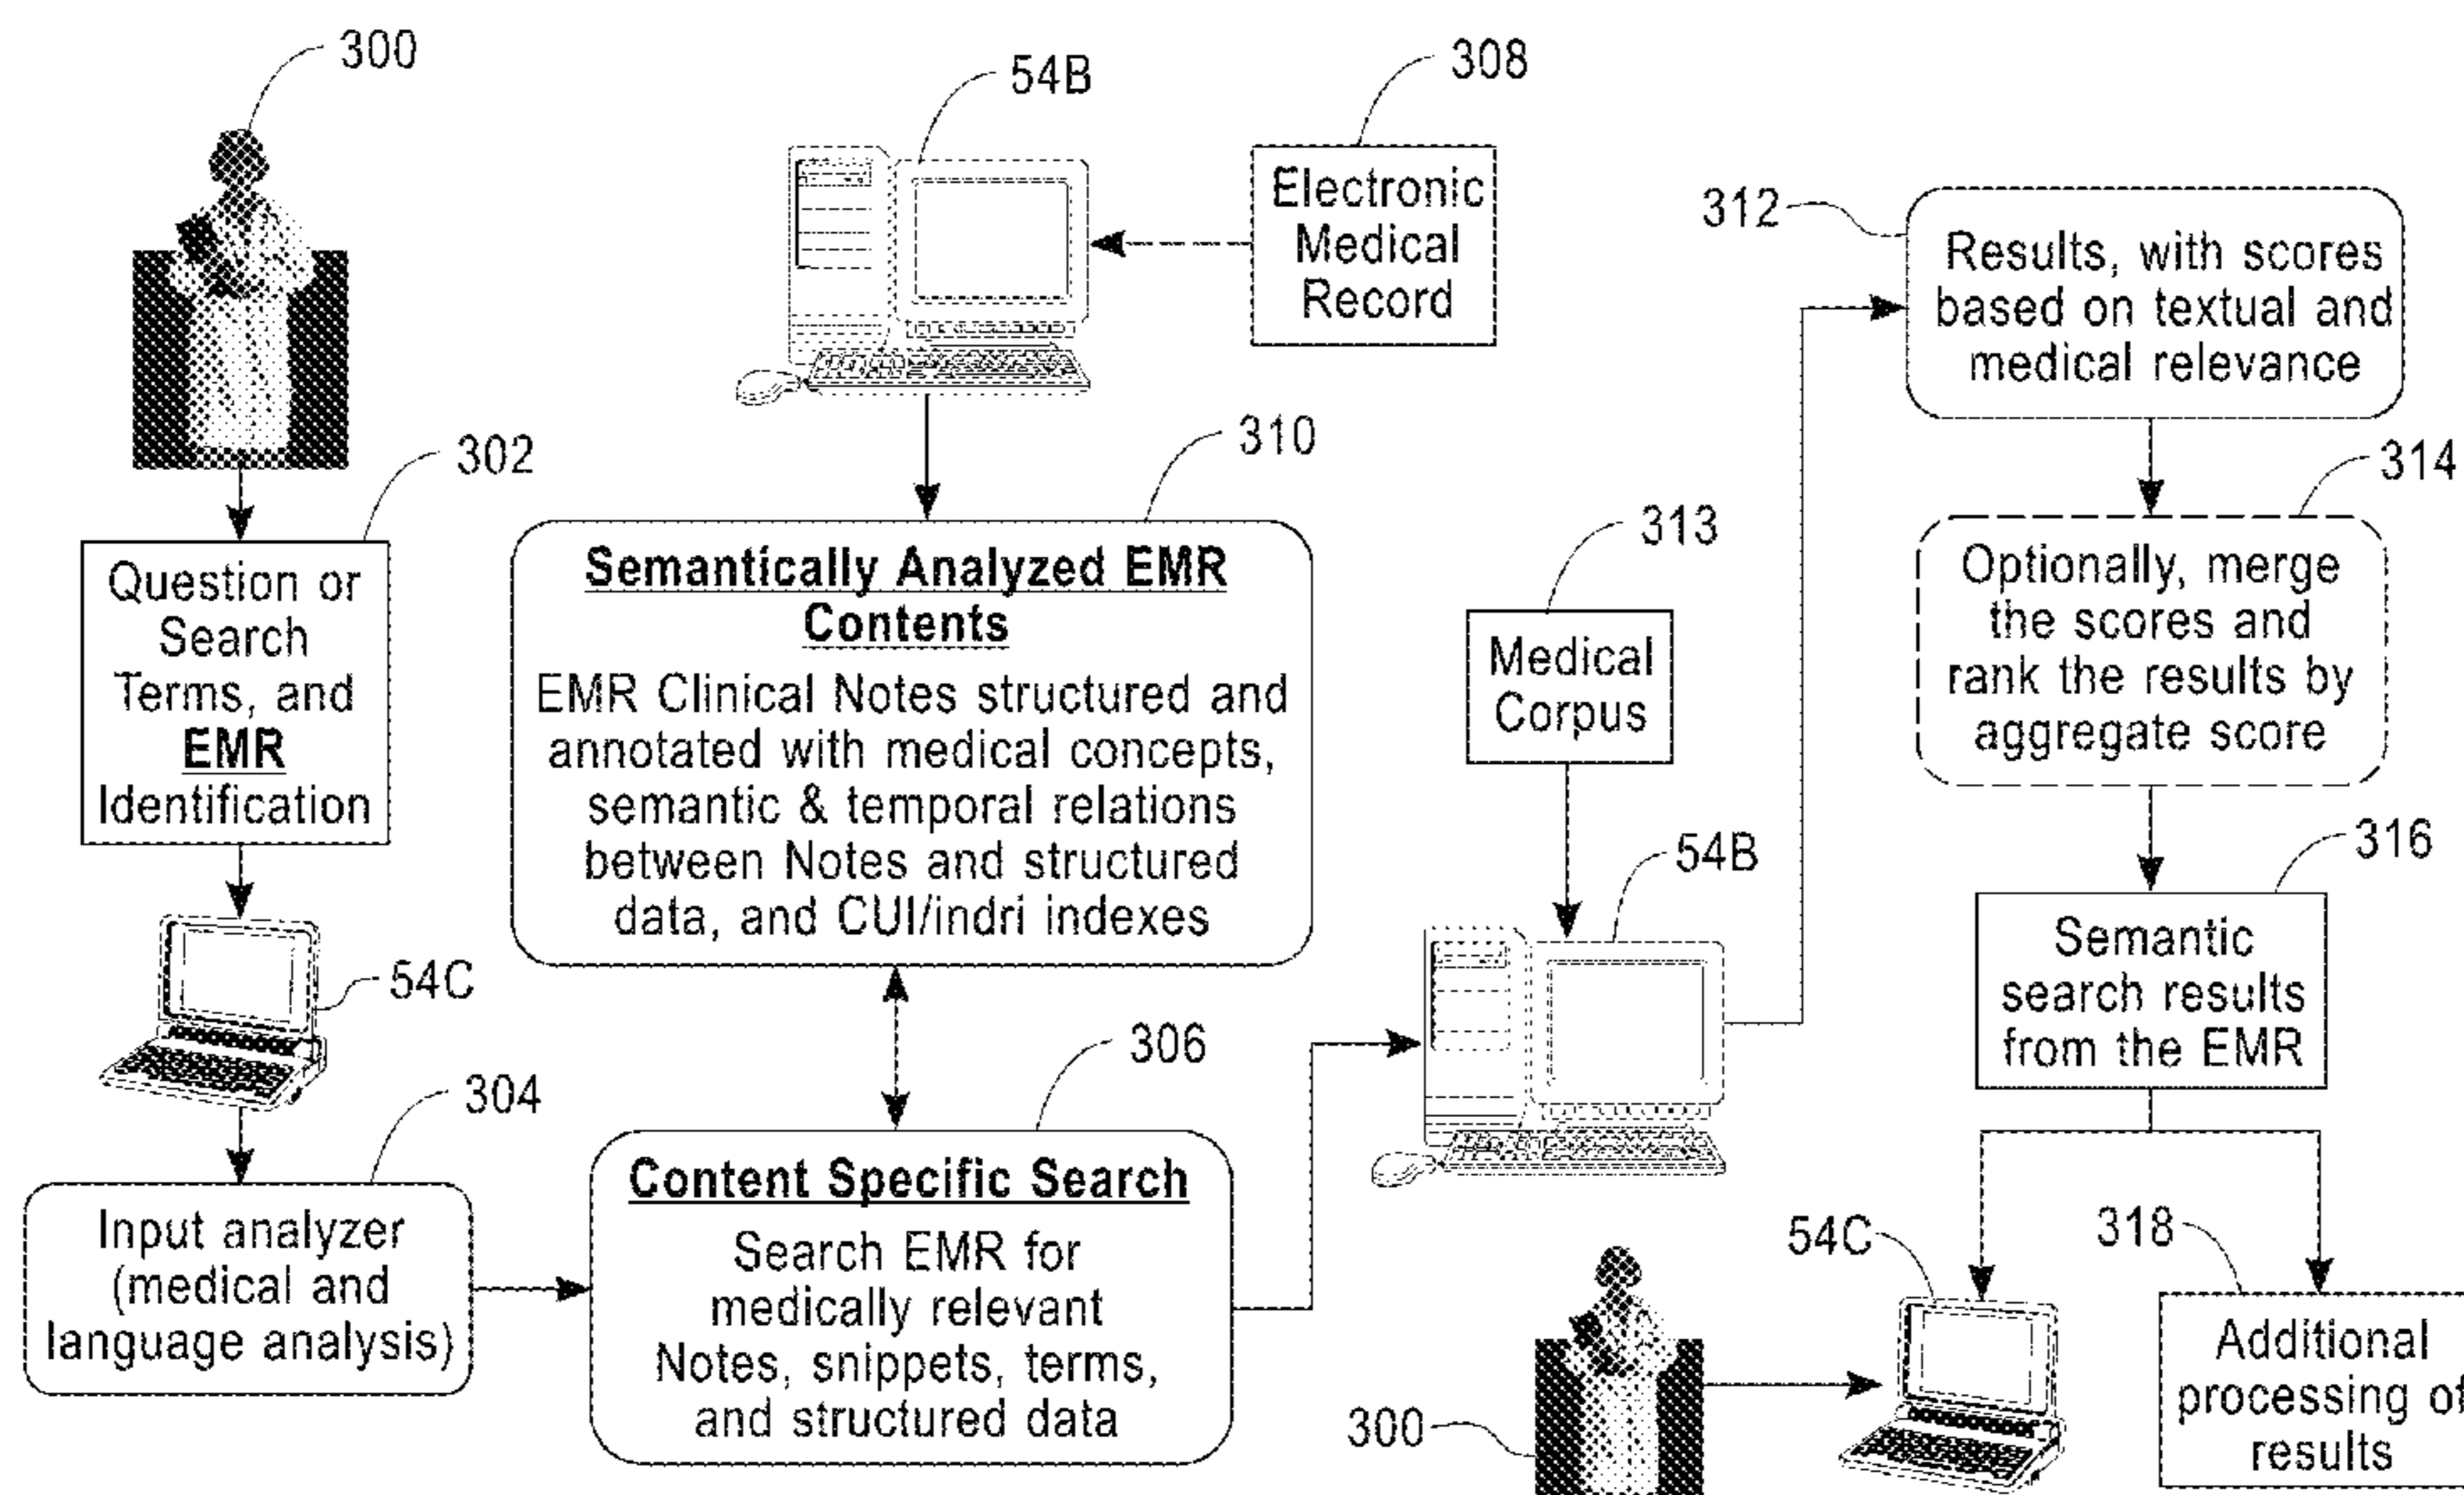 300
302
Question or
Search
Terms, and
EMR
Identification
54C
304
Input analyzer
(medical and
language analysis)
54B
308
Electronic
Medical
Record
310
Semantically Analyzed EMR
Contents
EMR Clinical Notes structured and
annotated with medical concepts,
semantic & temporal relations
between Notes and structured
data, and CUI/indri indexes
306
Content Specific Search
Search EMR for
medically relevant
Notes, snippets, terms,
and structured data
313
Medical
Corpus
54B
312
Results, with scores
based on textual and
medical relevance
314
Optionally, merge
the scores and
rank the results by
aggregate score
316
Semantic
search results
from the EMR
300
54C
318
Additional
processing of
results